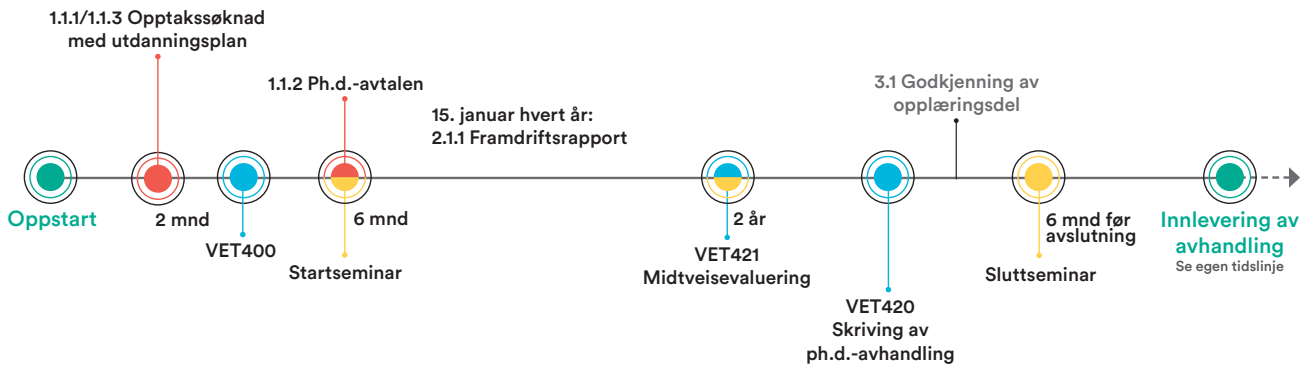 1.1.1/1.1.3 Opptakssøknad
med utdanningsplan
1.1.2 Ph.d.-avtalen
15. januar hvert år:
2.1.1 Framdriftsrapport
3.1 Godkjenning av
opplæringsdel
Oppstart
2 mnd
VET400
6 mnd
Startseminar
2 år
VET421
Midtveisevaluering
VET420
Skriving av
ph.d.-avhandling
6 mnd før
avslutning
Sluttseminar
Innlevering av
avhandling
Se egen tidslinje